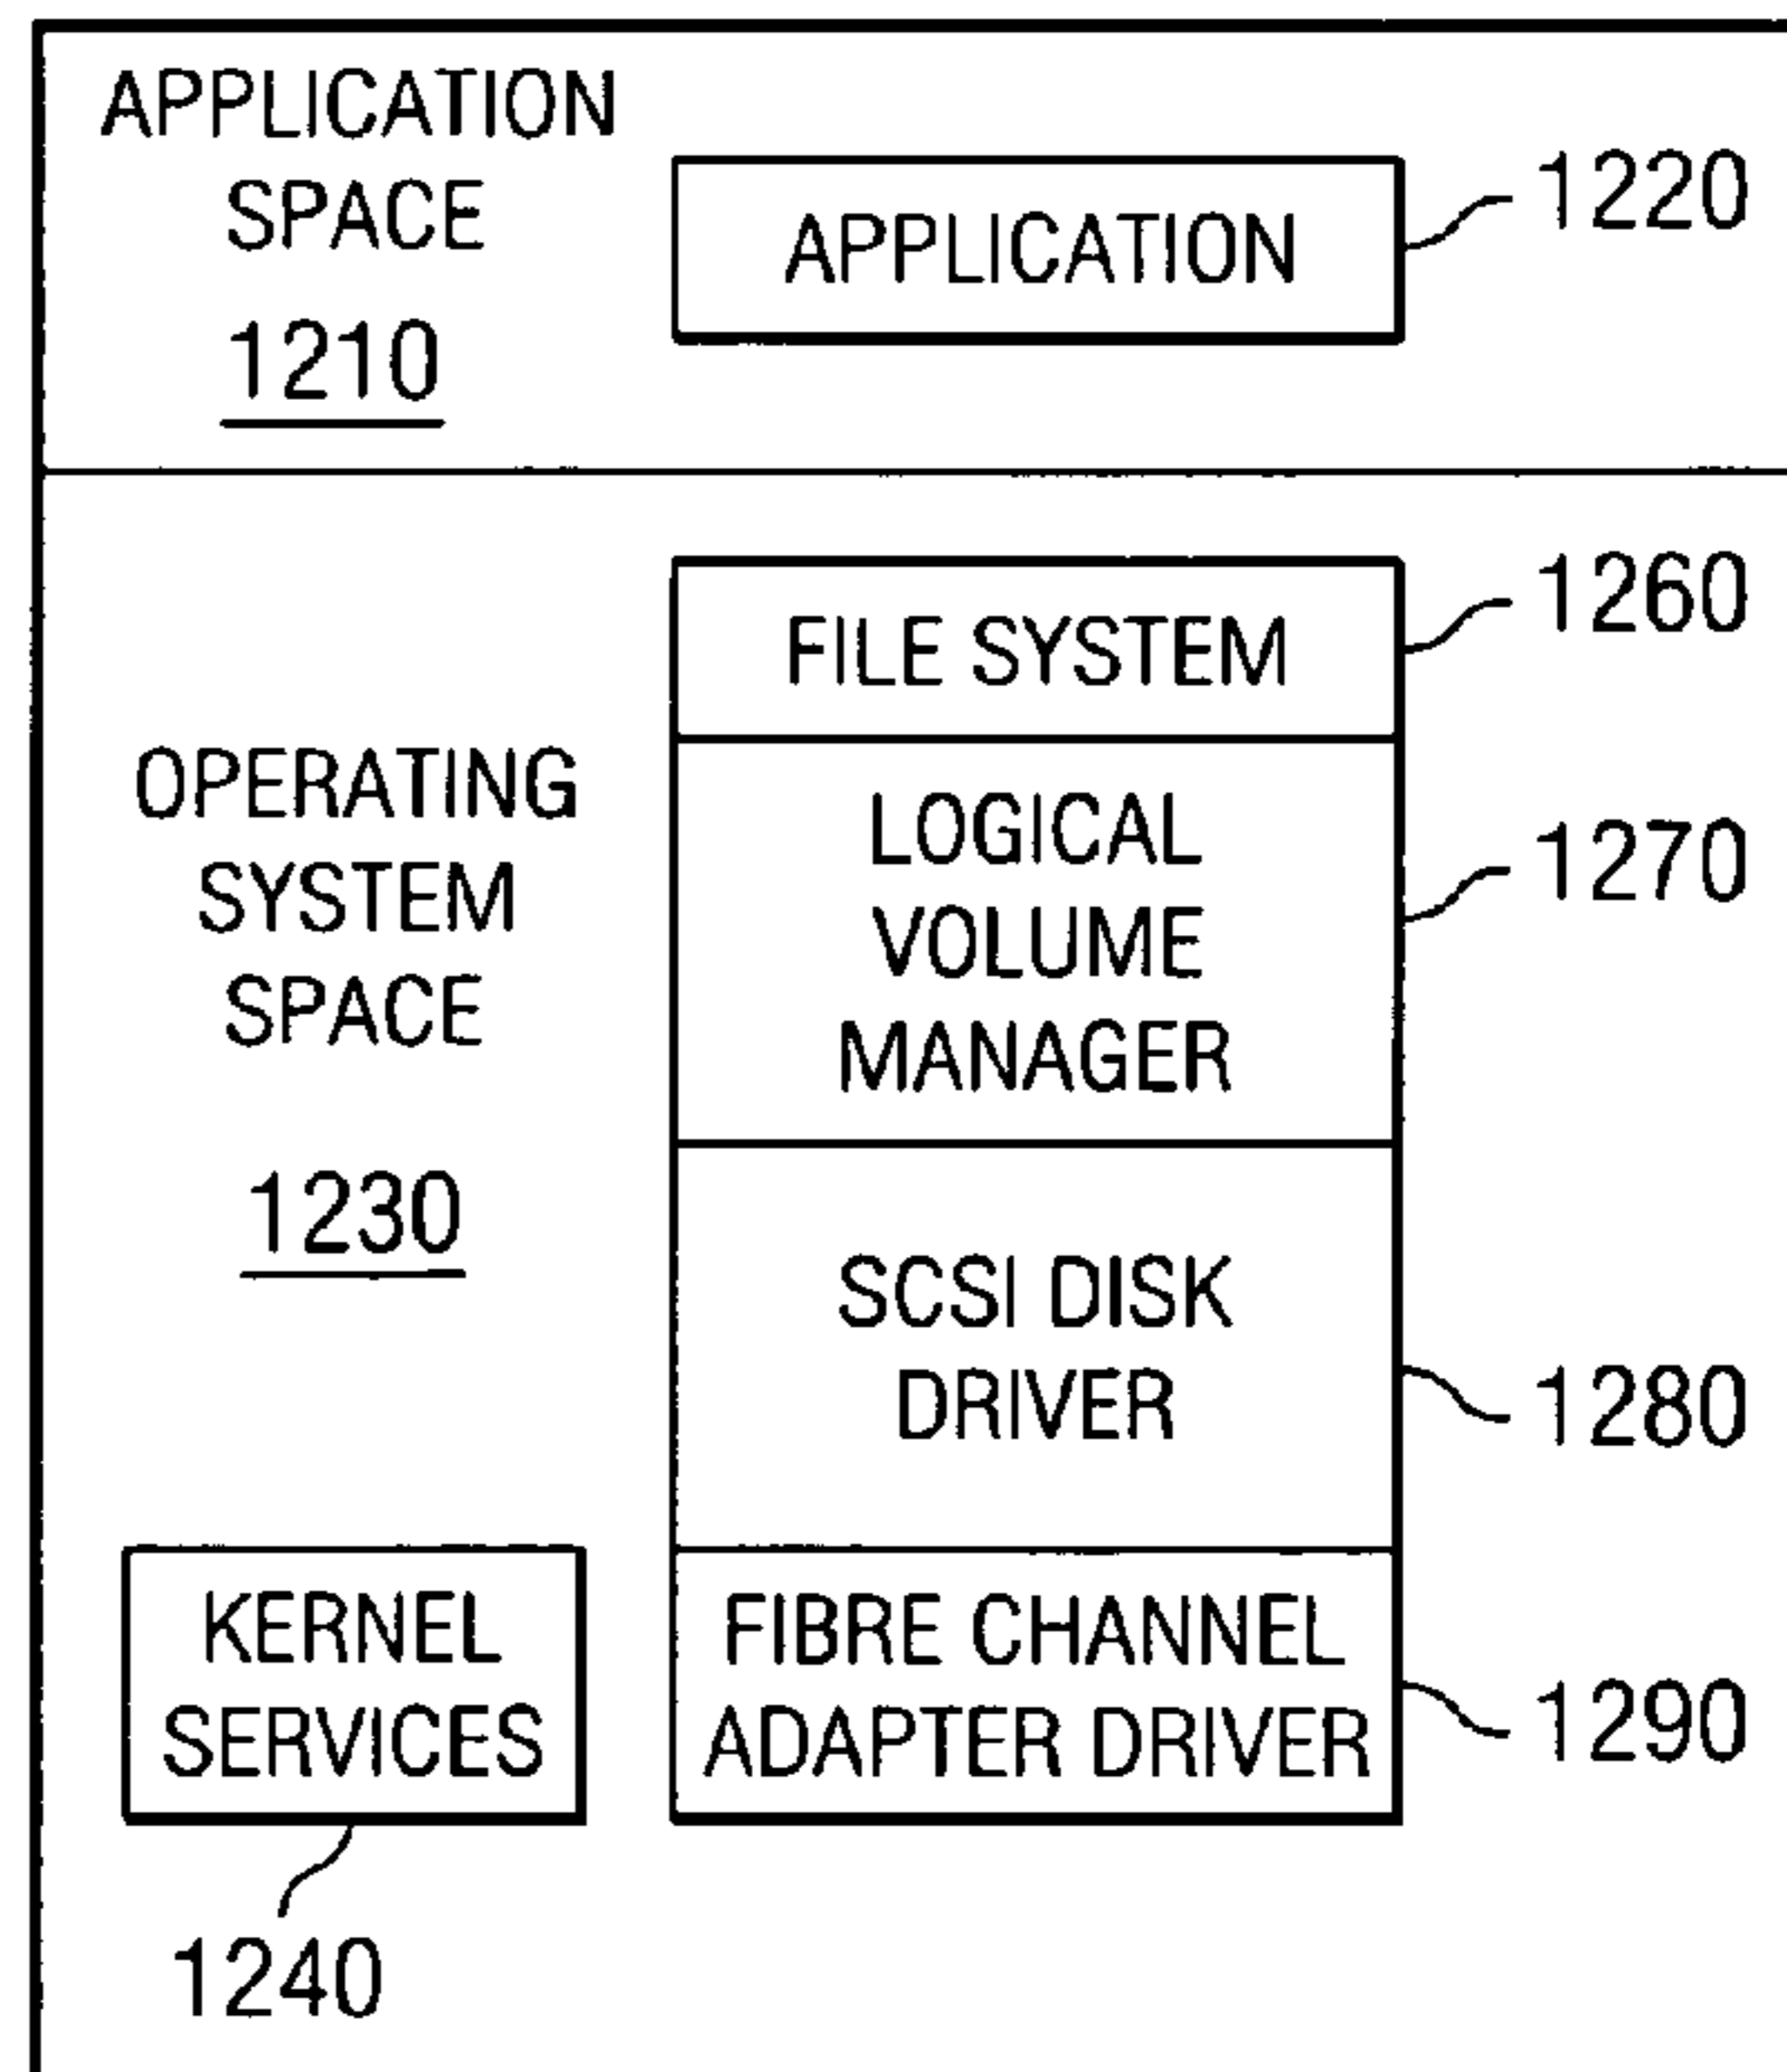 APPLICATION
SPACE
1210
APPLICATION
1220
OPERATING
SYSTEM
SPACE
1230
FILE SYSTEM
1260
LOGICAL
VOLUME
MANAGER
1270
SCSI DISK
DRIVER
1280
KERNEL
SERVICES
1240
FIBRE CHANNEL
ADAPTER DRIVER
1290